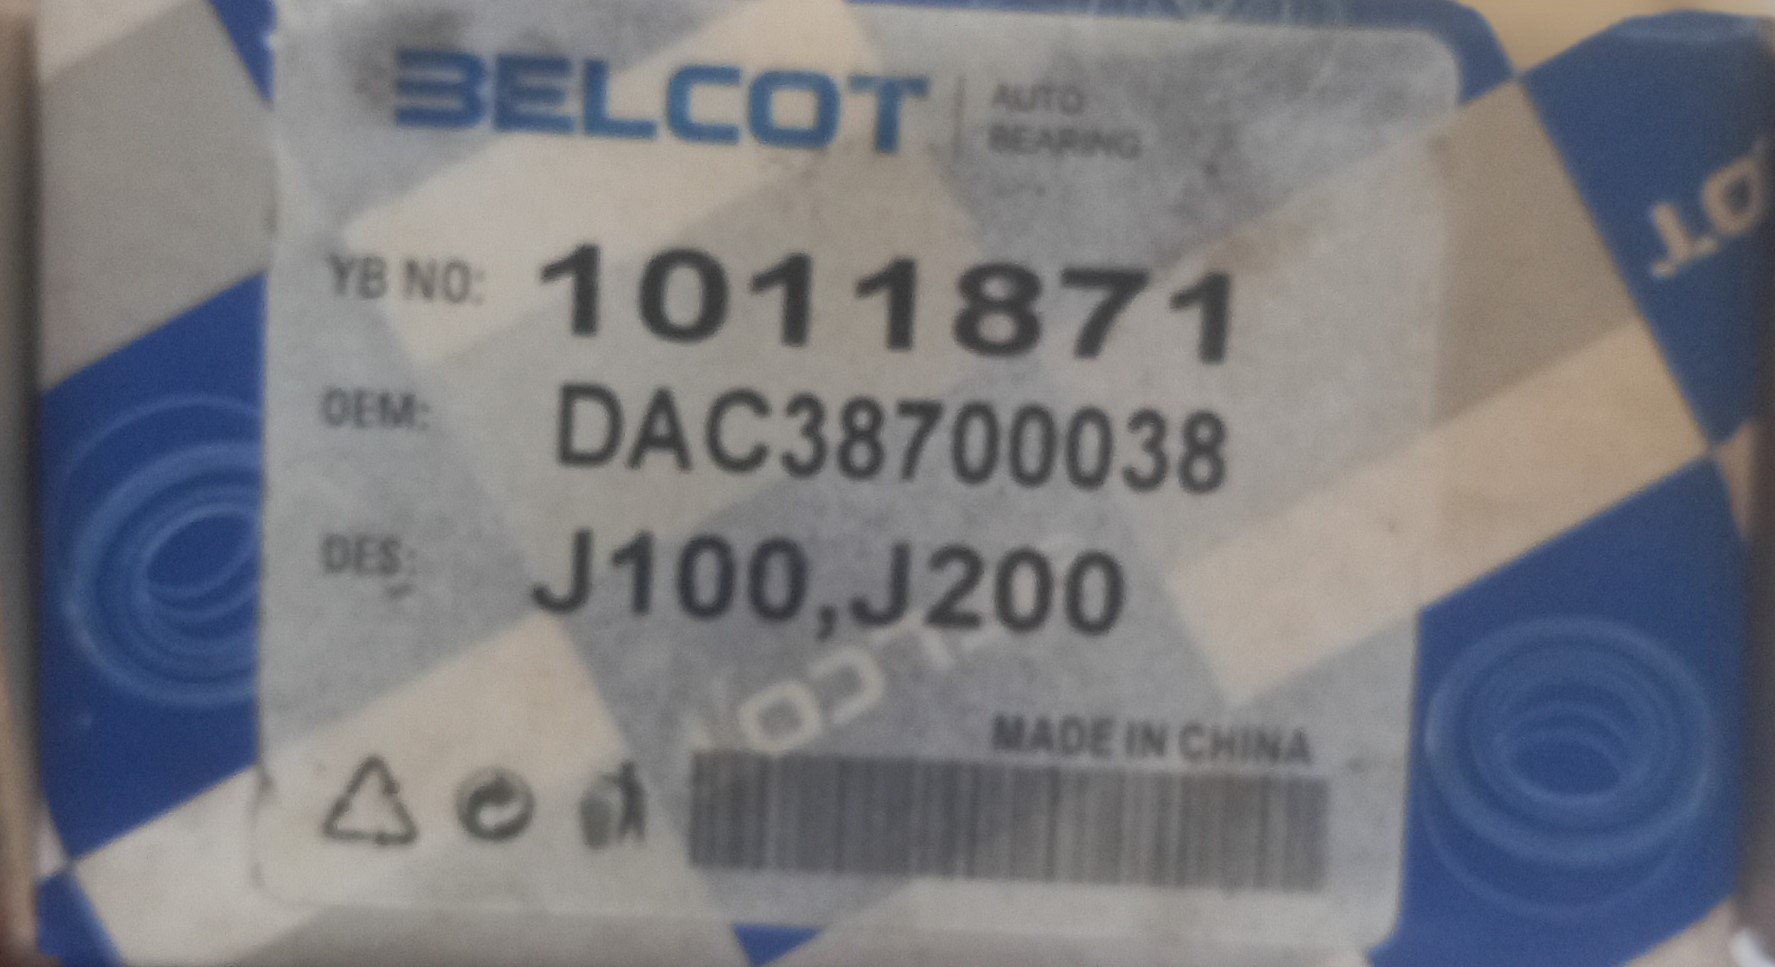 BELCOT
AUTO
BEARING
YB NO: 1011871
OEM: DAC38700038
DES: J100,J200
MADE IN CHINA